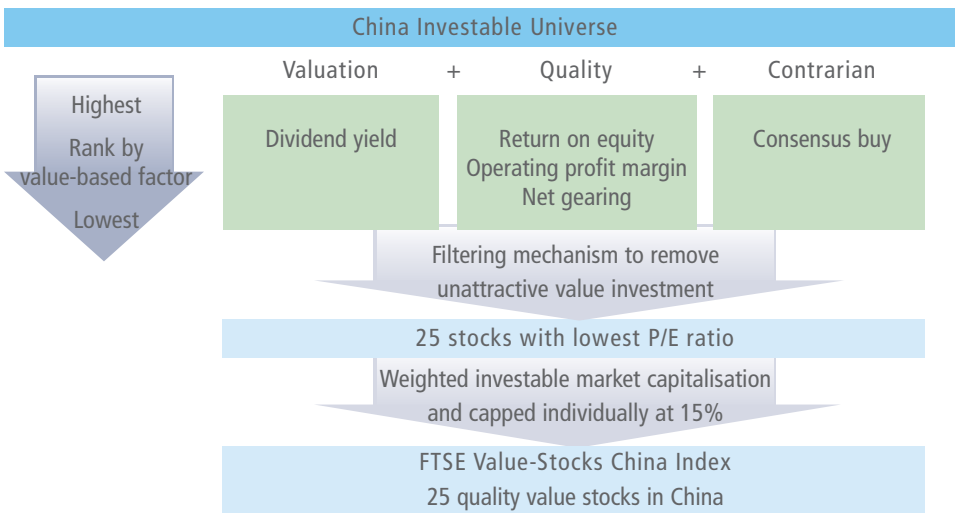 China Investable Universe
Valuation + Quality + Contrarian
Highest
Rank by
value-based factor
Lowest
Dividend yield
Return on equity
Operating profit margin
Net gearing
Consensus buy
Filtering mechanism to remove
unattractive value investment
25 stocks with lowest P/E ratio
Weighted investable market capitalisation
and capped individually at 15%
FTSE Value-Stocks China Index
25 quality value stocks in China